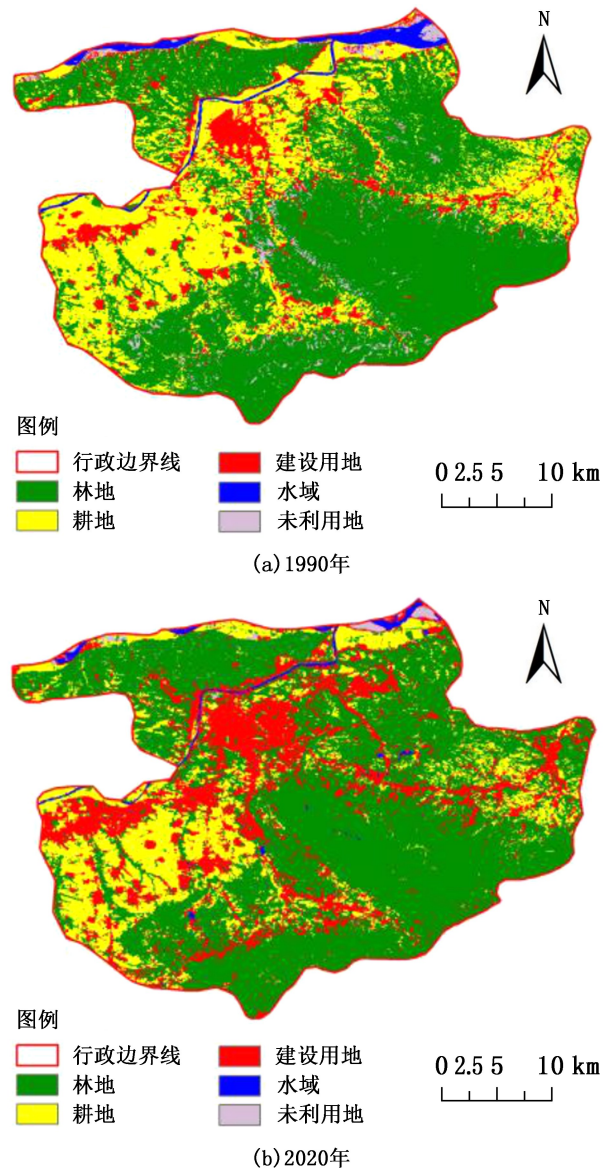 N
图例
行政边界线 建设用地
林地 水域
耕地 未利用地
0 2.5 5 10 km
(a)1990年
N
图例
行政边界线 建设用地
林地 水域
耕地 未利用地
0 2.5 5 10 km
(b)2020年